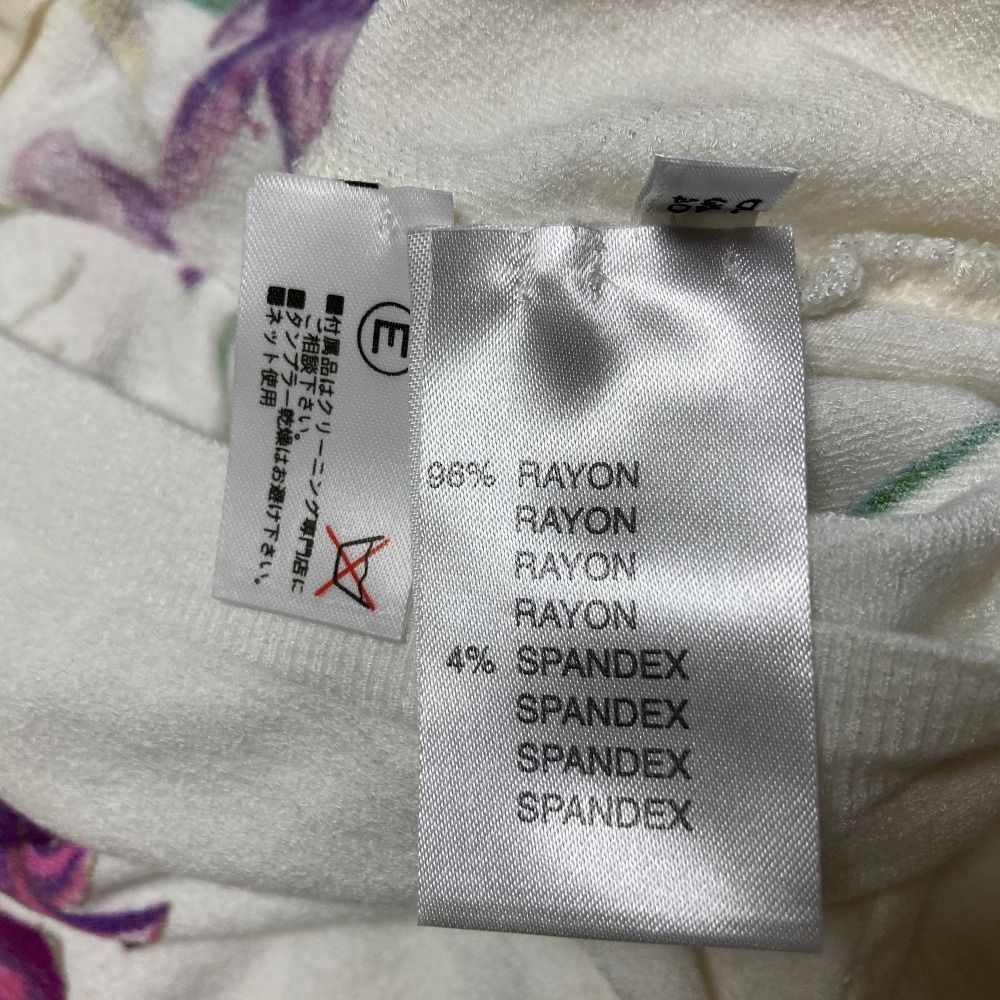 E
■付属品はクリーニング専門店に
ご相談下さい。
■タンブラー乾燥はお避け下さい。
■ネット使用
96% RAYON
RAYON
RAYON
RAYON
4% SPANDEX
SPANDEX
SPANDEX
SPANDEX